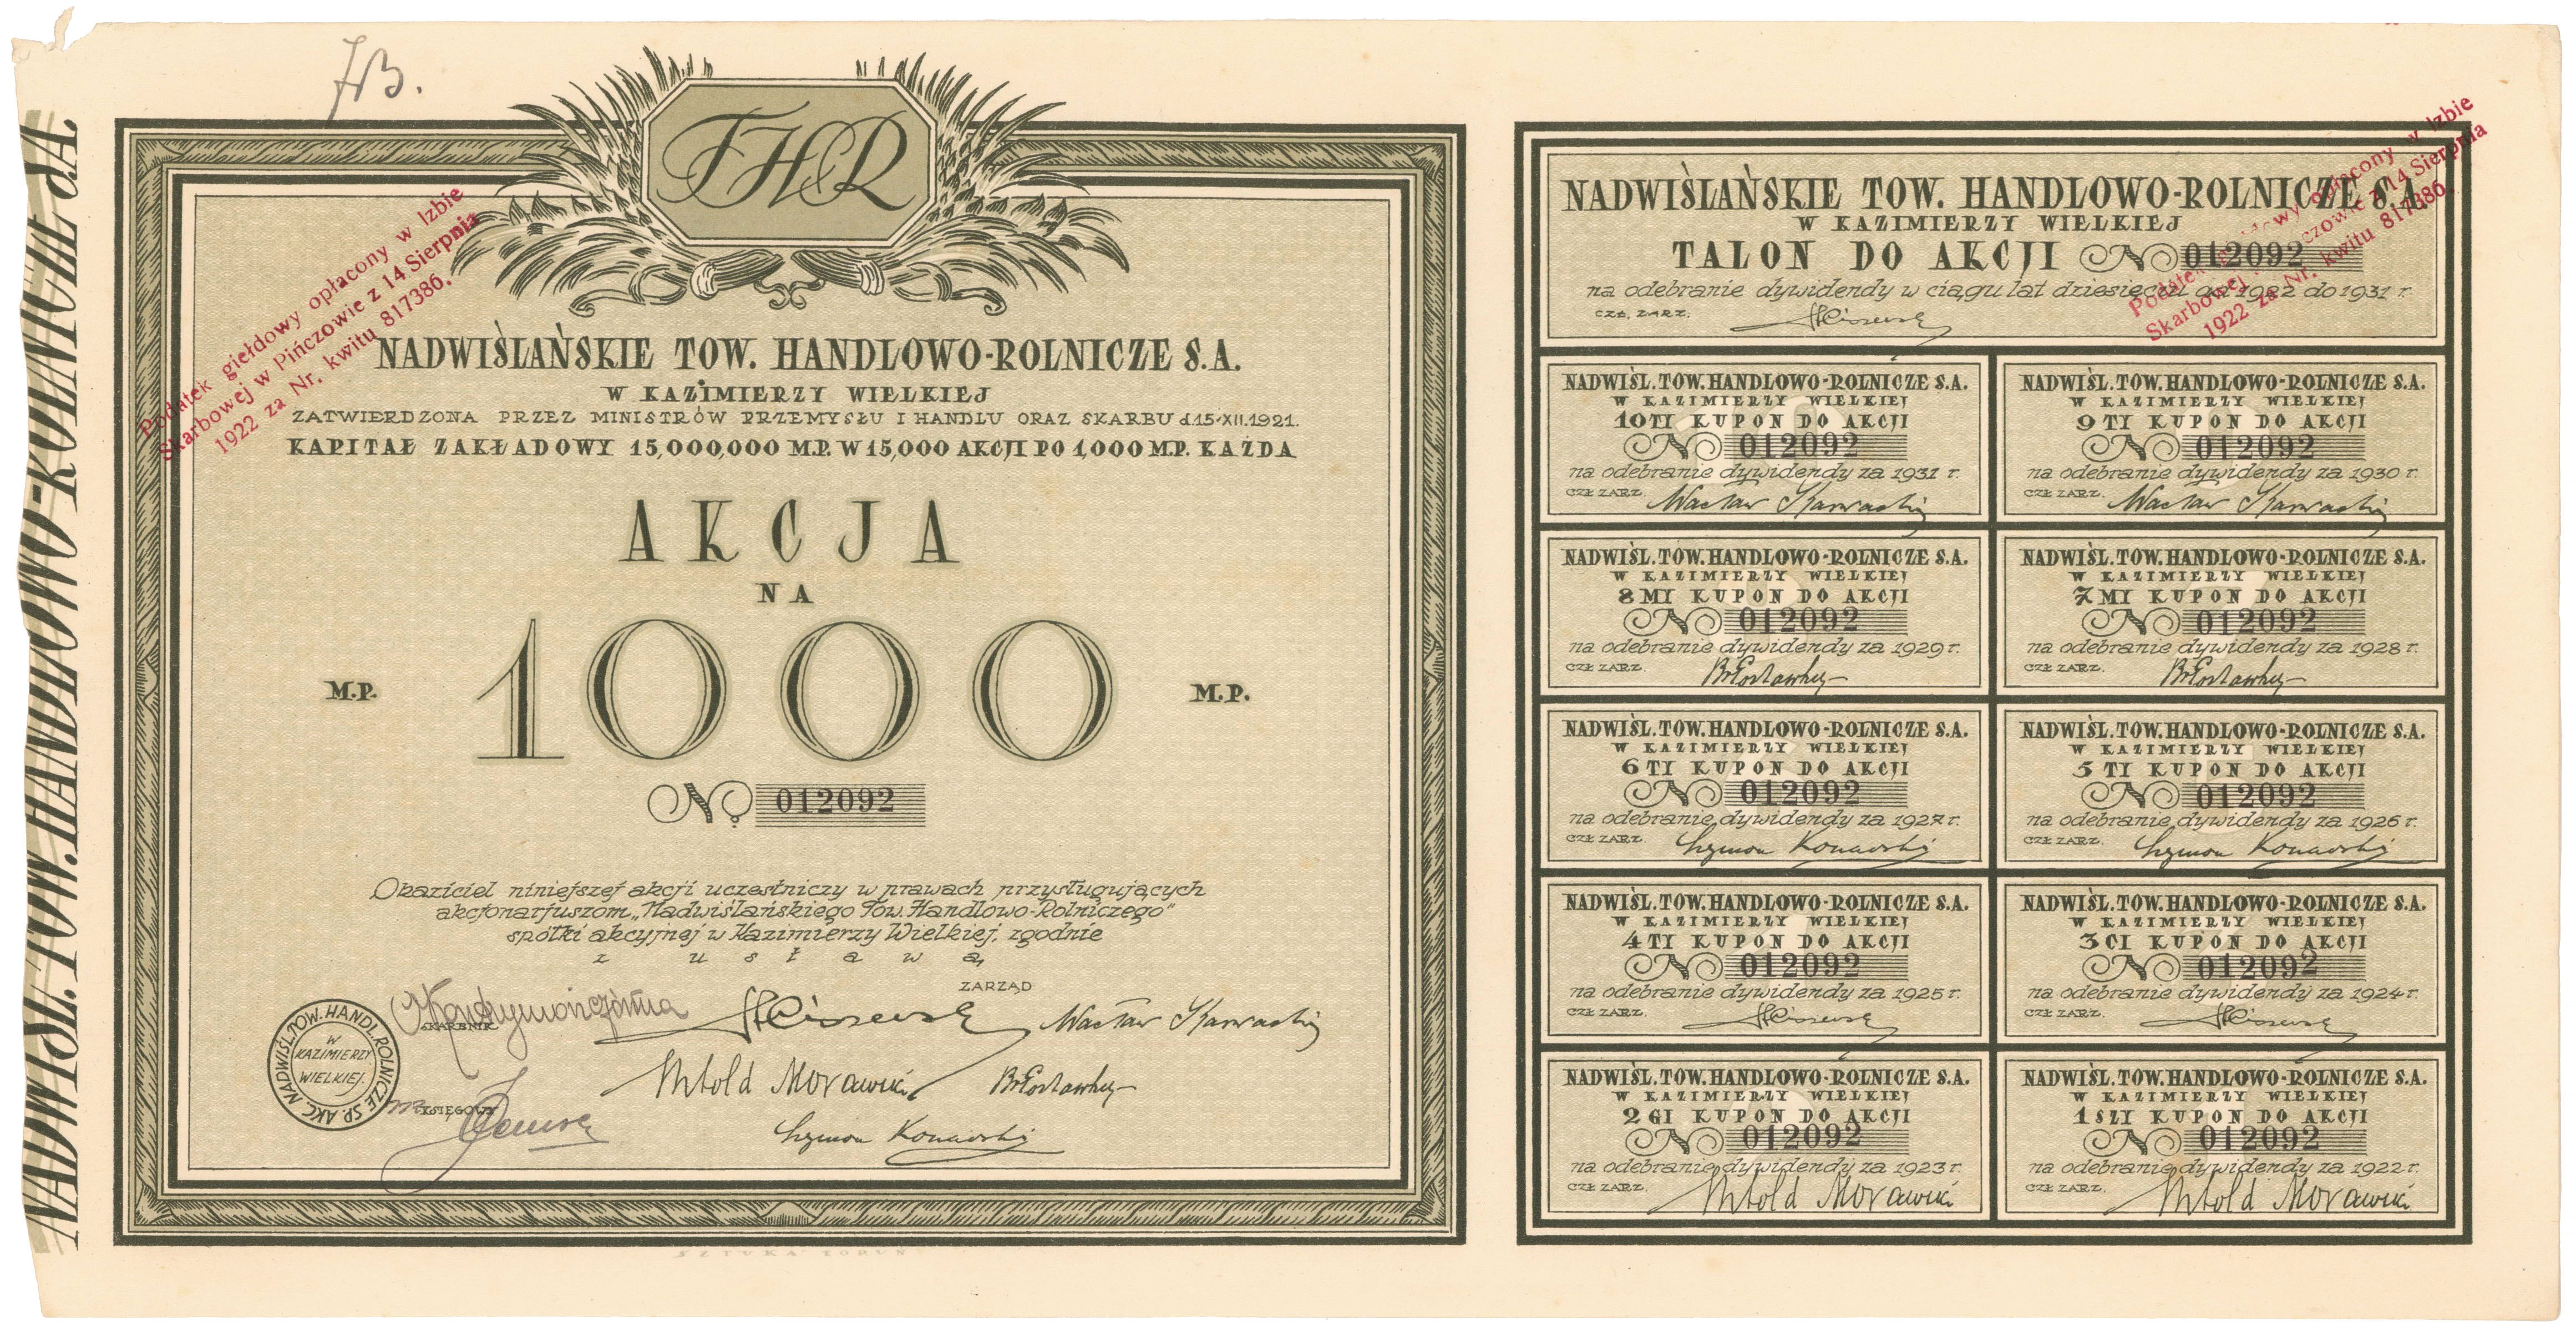 NADWIŚL. TOW. HANDLOWO-ROLNICZE S.A.
THR
Podatek giełdowy opłacony w Izbie
Skarbowej w Pińczowie z 14 Sierpnia
1922 za Nr. kwitu 817386.
NADWIŚLAŃSKIE TOW. HANDLOWO-ROLNICZE S.A.
W KAZIMIERZY WIELKIEJ
ZATWIERDZONA PRZEZ MINISTRÓW PRZEMYSŁU I HANDLU ORAZ SKARBU d.15-XII.1921.
KAPITAŁ ZAKŁADOWY 15,000,000 M.P. W 15,000 AKCJI PO 1,000 M.P. KAŻDA
AKCJA
NA
M.P. 1000 M.P.
No 012092
Okaziciel niniejszej akcji uczestniczy w prawach przysługujących
akcjonarjuszom „Nadwiślańskiego Tow. Handlowo-Rolniczego”
spółki akcyjnej w Kazimierzy Wielkiej, zgodnie
z ustawą
ZARZĄD
SKARBNIK
Wacław
NADWIŚL. TOW. HANDL. ROLNICZE SP. AKC.
W
KAZIMIERZY
WIELKIEJ.
Witold Morawski
KSIĘGOWY
Szymon
SZTUKA TORUŃ
NADWIŚLAŃSKIE TOW. HANDLOWO-ROLNICZE S.A.
W KAZIMIERZY WIELKIEJ
TALON DO AKCJI No 012092
na odebranie dywidendy w ciągu lat dziesięciu od 1922 do 1931 r.
CZŁ. ZARZ.
Podatek giełdowy opłacony w Izbie
Skarbowej w Pińczowie z 14 Sierpnia
1922 za Nr. kwitu 817386.
NADWIŚL. TOW. HANDLOWO-ROLNICZE S.A.
W KAZIMIERZY WIELKIEJ
10TY KUPON DO AKCJI
No 012092
na odebranie dywidendy za 1931 r.
CZŁ ZARZ. Wacław
NADWIŚL. TOW. HANDLOWO-ROLNICZE S.A.
W KAZIMIERZY WIELKIEJ
9TY KUPON DO AKCJI
No 012092
na odebranie dywidendy za 1930 r.
CZŁ ZARZ. Wacław
NADWIŚL. TOW. HANDLOWO-ROLNICZE S.A.
W KAZIMIERZY WIELKIEJ
8MY KUPON DO AKCJI
No 012092
na odebranie dywidendy za 1929 r.
CZŁ ZARZ.
NADWIŚL. TOW. HANDLOWO-ROLNICZE S.A.
W KAZIMIERZY WIELKIEJ
7MY KUPON DO AKCJI
No 012092
na odebranie dywidendy za 1928 r.
CZŁ ZARZ.
NADWIŚL. TOW. HANDLOWO-ROLNICZE S.A.
W KAZIMIERZY WIELKIEJ
6TY KUPON DO AKCJI
No 012092
na odebranie dywidendy za 1927 r.
CZŁ ZARZ. Szymon
NADWIŚL. TOW. HANDLOWO-ROLNICZE S.A.
W KAZIMIERZY WIELKIEJ
5TY KUPON DO AKCJI
No 012092
na odebranie dywidendy za 1926 r.
CZŁ ZARZ. Szymon
NADWIŚL. TOW. HANDLOWO-ROLNICZE S.A.
W KAZIMIERZY WIELKIEJ
4TY KUPON DO AKCJI
No 012092
na odebranie dywidendy za 1925 r.
CZŁ ZARZ.
NADWIŚL. TOW. HANDLOWO-ROLNICZE S.A.
W KAZIMIERZY WIELKIEJ
3CI KUPON DO AKCJI
No 012092
na odebranie dywidendy za 1924 r.
CZŁ ZARZ.
NADWIŚL. TOW. HANDLOWO-ROLNICZE S.A.
W KAZIMIERZY WIELKIEJ
2GI KUPON DO AKCJI
No 012092
na odebranie dywidendy za 1923 r.
CZŁ ZARZ. Witold Morawski
NADWIŚL. TOW. HANDLOWO-ROLNICZE S.A.
W KAZIMIERZY WIELKIEJ
1SZY KUPON DO AKCJI
No 012092
na odebranie dywidendy za 1922 r.
CZŁ ZARZ. Witold Morawski